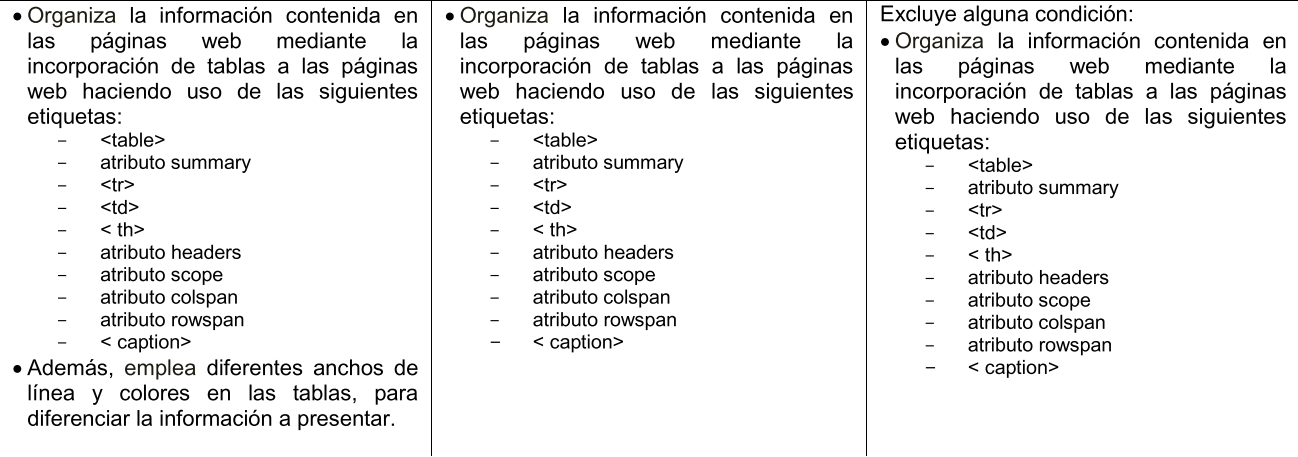 • Organiza la información contenida en
las páginas web mediante la
incorporación de tablas a las páginas
web haciendo uso de las siguientes
etiquetas:
− <table>
− atributo summary
− <tr>
− <td>
− < th>
− atributo headers
− atributo scope
− atributo colspan
− atributo rowspan
− < caption>
• Además, emplea diferentes anchos de
línea y colores en las tablas, para
diferenciar la información a presentar.
• Organiza la información contenida en
las páginas web mediante la
incorporación de tablas a las páginas
web haciendo uso de las siguientes
etiquetas:
− <table>
− atributo summary
− <tr>
− <td>
− < th>
− atributo headers
− atributo scope
− atributo colspan
− atributo rowspan
− < caption>
Excluye alguna condición:
• Organiza la información contenida en
las páginas web mediante la
incorporación de tablas a las páginas
web haciendo uso de las siguientes
etiquetas:
− <table>
− atributo summary
− <tr>
− <td>
− < th>
− atributo headers
− atributo scope
− atributo colspan
− atributo rowspan
− < caption>